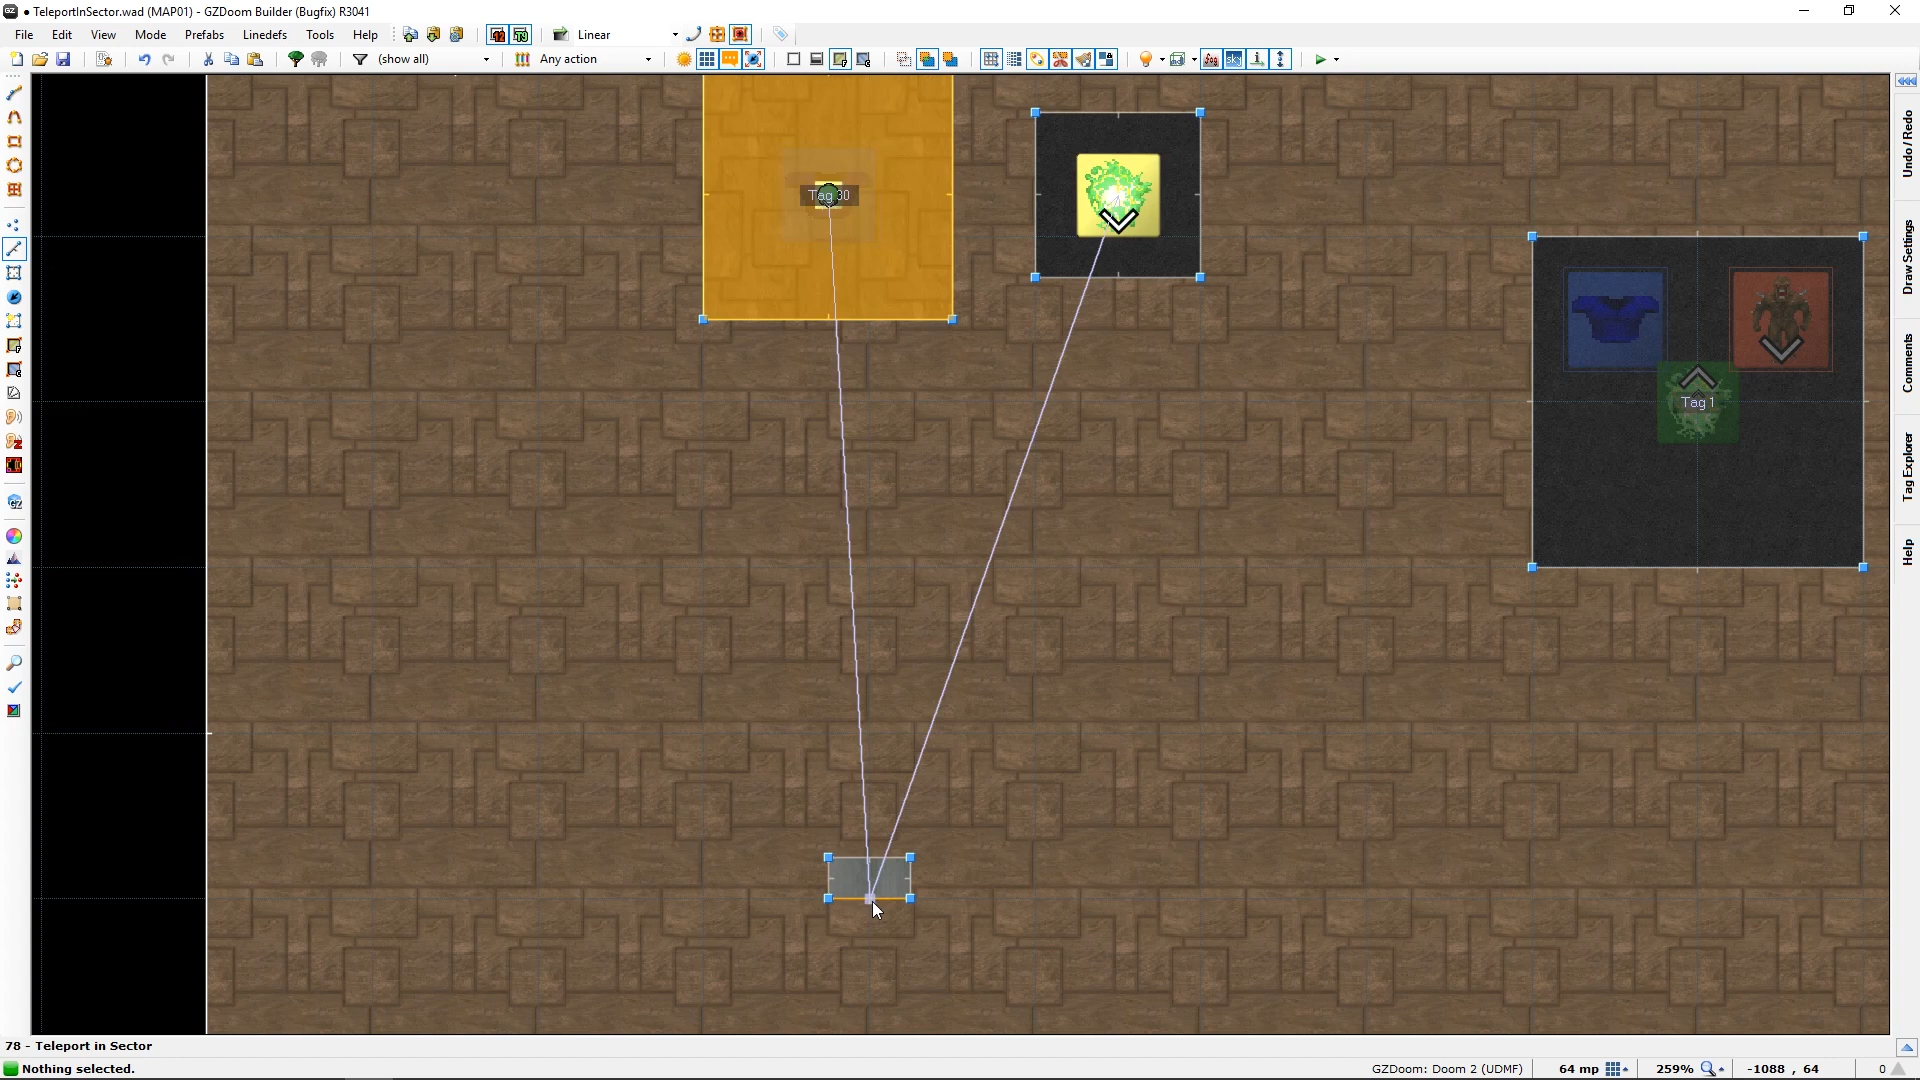 TeleportInSector.wad (MAP01) - GZDoom Builder (Bugfix) R3041
File Edit View Mode Prefabs Linedefs Tools Help Linear
(show all) Any action
Undo / Redo
Draw Settings
Comments
Tag Explorer
Help
Tag 30
Tag 1
78 - Teleport in Sector
Nothing selected. GZDoom: Doom 2 (UDMF) 64 mp 259% -1088 , 64 0